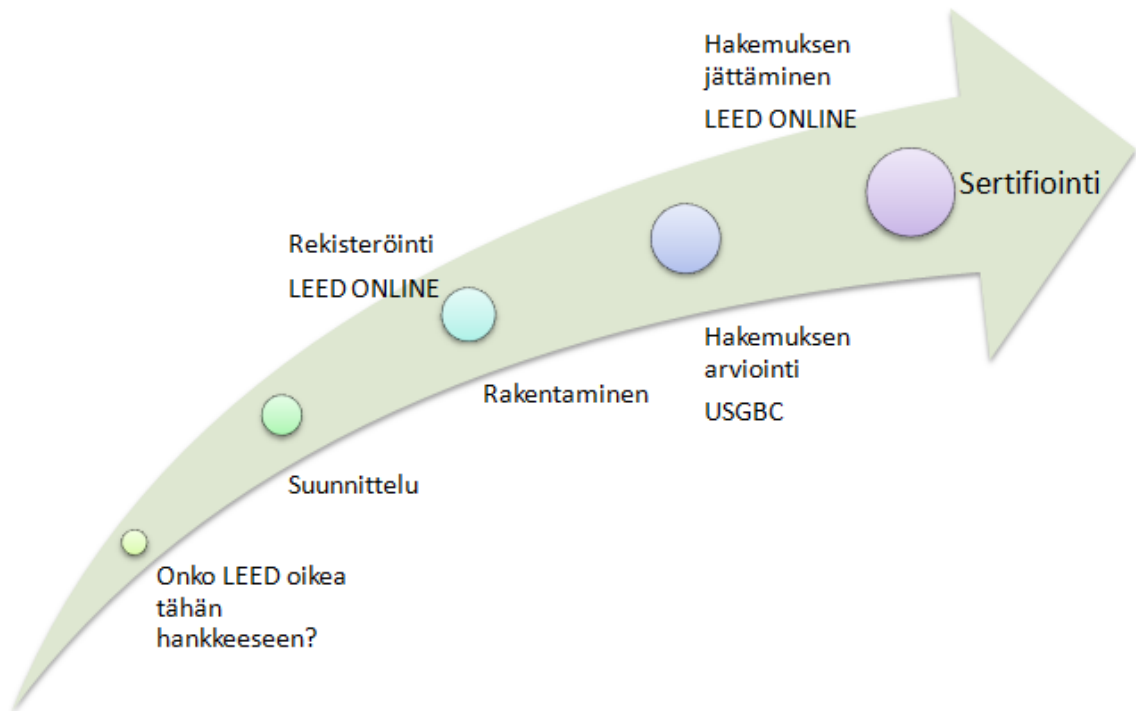 Hakemuksen
jättäminen
LEED ONLINE
Sertifiointi
Rekisteröinti
LEED ONLINE
Hakemuksen
arviointi
USGBC
Rakentaminen
Suunnittelu
Onko LEED oikea
tähän
hankkeeseen?